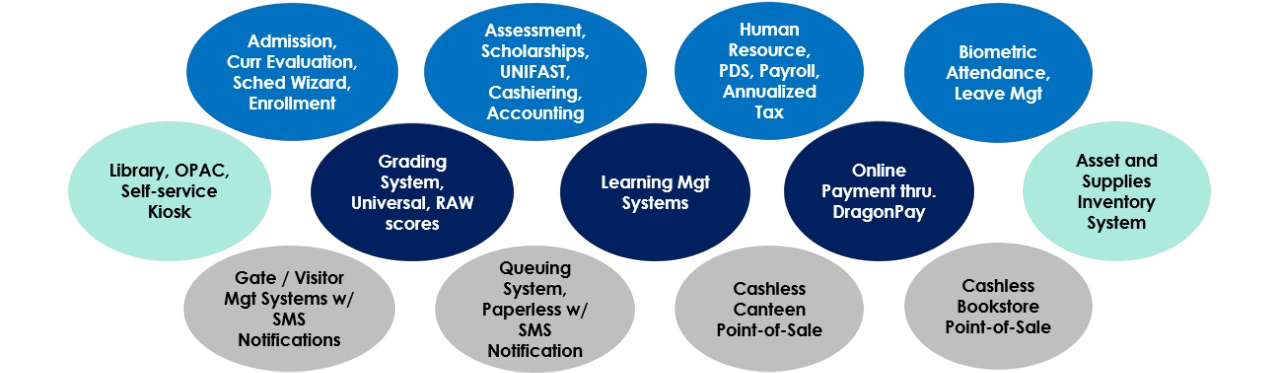 Admission,
Curr Evaluation,
Sched Wizard,
Enrollment
Assessment,
Scholarships,
UNIFAST,
Cashiering,
Accounting
Human
Resource,
PDS, Payroll,
Annualized
Tax
Biometric
Attendance,
Leave Mgt
Library, OPAC,
Self-service
Kiosk
Grading
System,
Universal, RAW
scores
Learning Mgt
Systems
Online
Payment thru.
DragonPay
Asset and
Supplies
Inventory
System
Gate / Visitor
Mgt Systems w/
SMS
Notifications
Queuing
System,
Paperless w/
SMS
Notification
Cashless
Canteen
Point-of-Sale
Cashless
Bookstore
Point-of-Sale